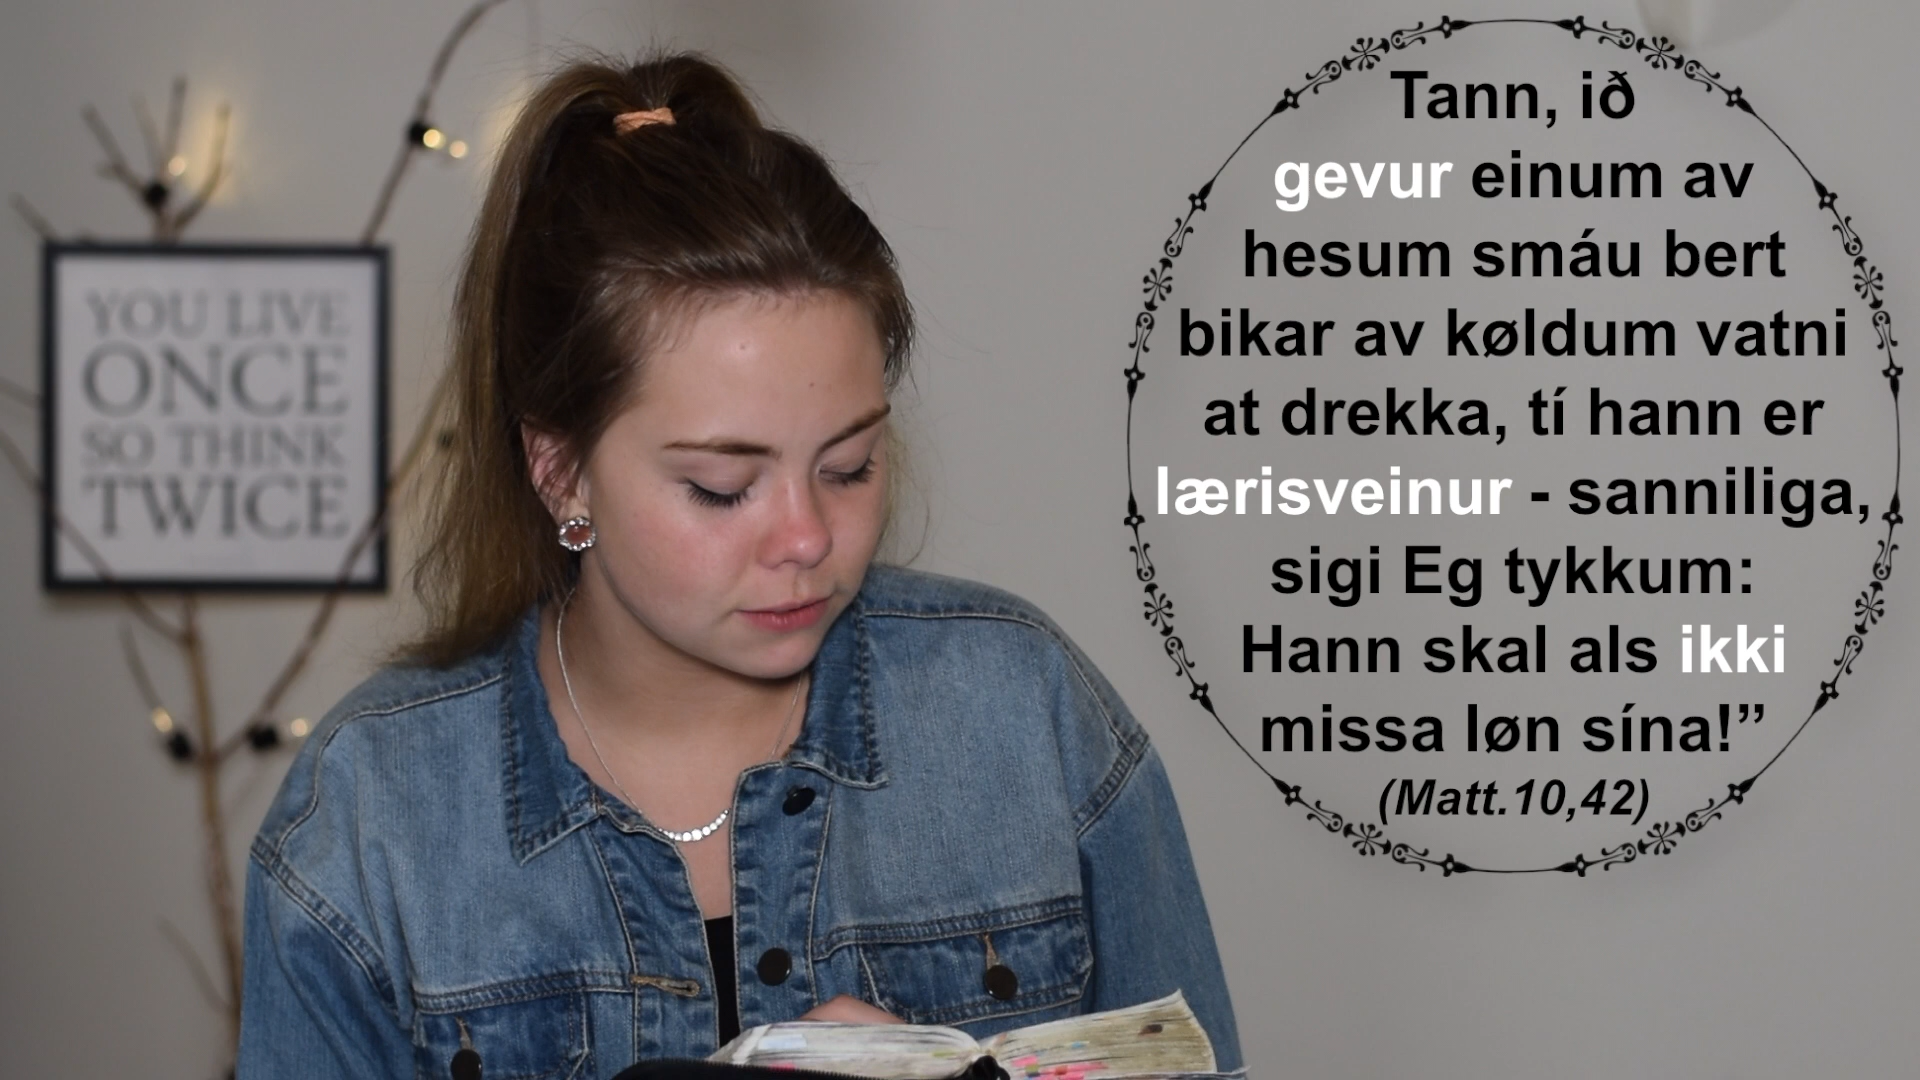 YOU LIVE
ONCE
SO THINK
TWICE
Tann, ið
gevur einum av
hesum smáu bert
bikar av køldum vatni
at drekka, tí hann er
lærisveinur - sanniliga,
sigi Eg tykkum:
Hann skal als ikki
missa løn sína!”
(Matt.10,42)